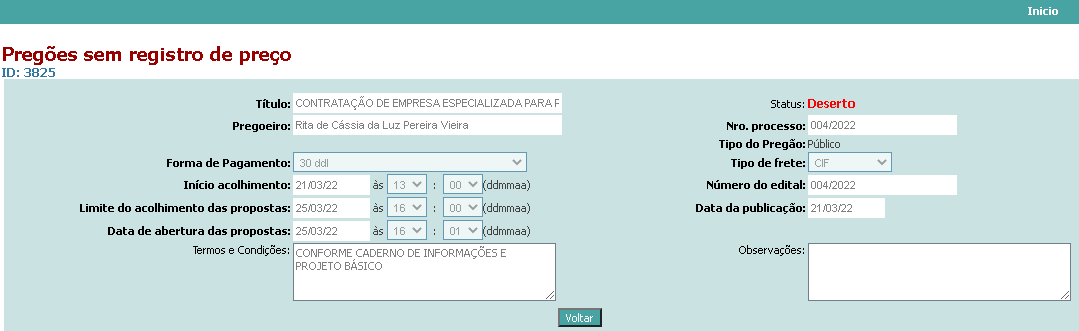 Inicio
Pregões sem registro de preço
ID: 3825
Título: CONTRATAÇÃO DE EMPRESA ESPECIALIZADA PARA Status: Deserto
Pregoeiro: Rita de Cássia da Luz Pereira Vieira Nro. processo: 004/2022
Tipo do Pregão: Público
Forma de Pagamento: 30 ddl Tipo de frete: CIF
Início acolhimento: 21/03/22 às 13 : 00 (ddmmaa) Número do edital: 004/2022
Limite do acolhimento das propostas: 25/03/22 às 16 : 00 (ddmmaa) Data da publicação: 21/03/22
Data de abertura das propostas: 25/03/22 às 16 : 01 (ddmmaa)
Termos e Condições: CONFORME CADERNO DE INFORMAÇÕES E Observações:
PROJETO BÁSICO
Voltar